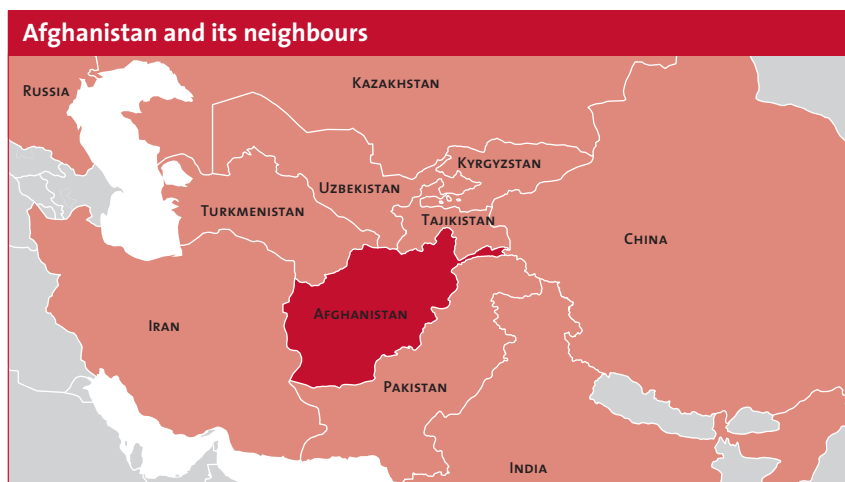 Afghanistan and its neighbours
Russia
Kazakhstan
Kyrgyzstan
Uzbekistan
Turkmenistan
Tajikistan
China
Afghanistan
Iran
Pakistan
India